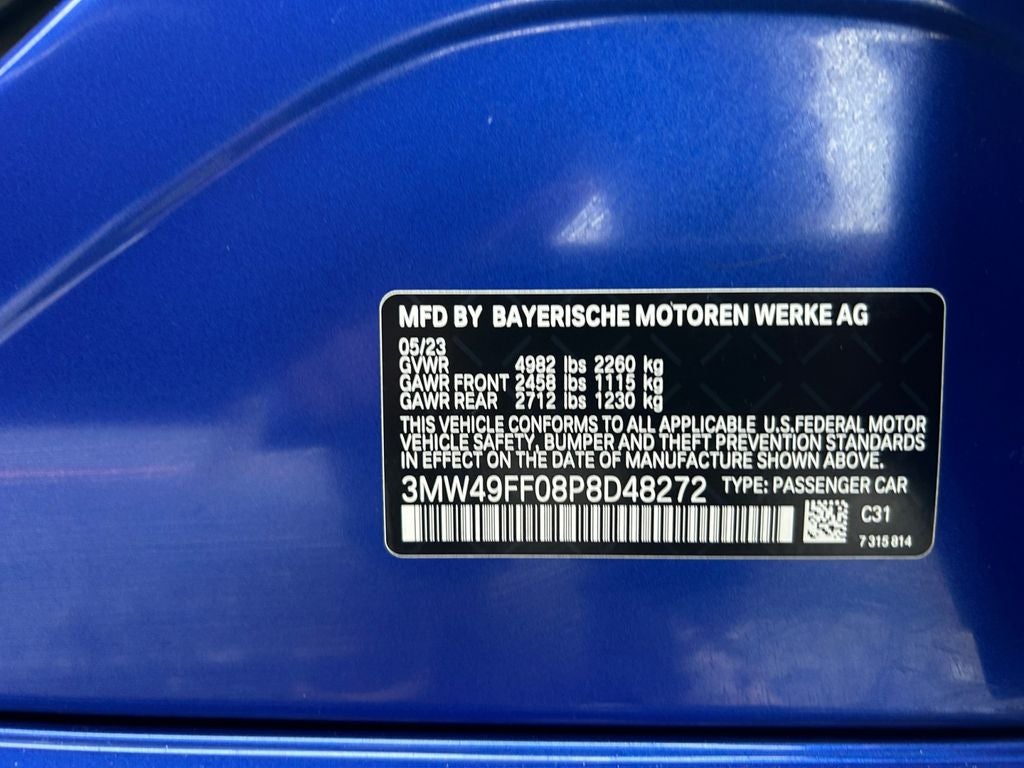 MFD BY BAYERISCHE MOTOREN WERKE AG
05/23
GVWR 4982 lbs 2260 kg
GAWR FRONT 2458 lbs 1115 kg
GAWR REAR 2712 lbs 1230 kg
THIS VEHICLE CONFORMS TO ALL APPLICABLE U.S.FEDERAL MOTOR
VEHICLE SAFETY, BUMPER AND THEFT PREVENTION STANDARDS
IN EFFECT ON THE DATE OF MANUFACTURE SHOWN ABOVE.
3MW49FF08P8D48272 TYPE: PASSENGER CAR
C31
7 315 814